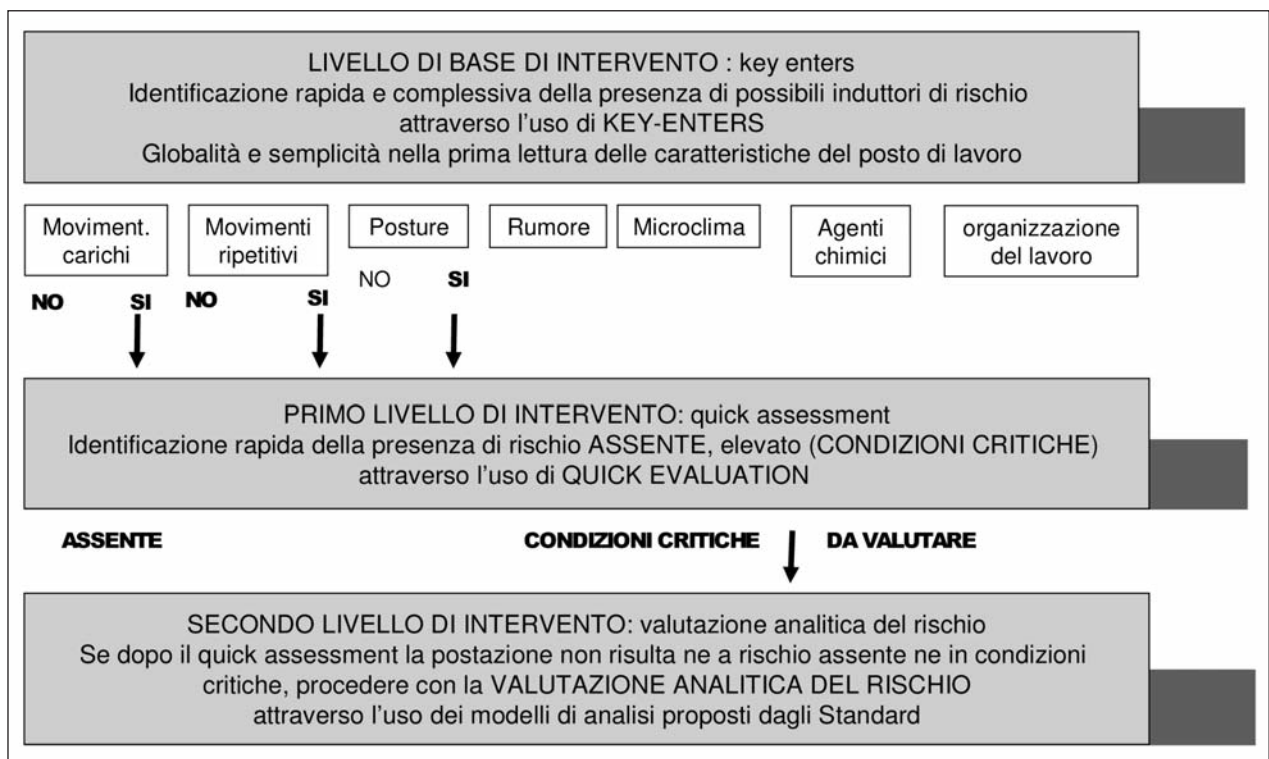 LIVELLO DI BASE DI INTERVENTO : key enters
Identificazione rapida e complessiva della presenza di possibili induttori di rischio
attraverso l'uso di KEY-ENTERS
Globalità e semplicità nella prima lettura delle caratteristiche del posto di lavoro
Moviment.
carichi
Movimenti
ripetitivi
Posture
Rumore
Microclima
Agenti
chimici
organizzazione
del lavoro
NO SI
NO SI
NO SI
PRIMO LIVELLO DI INTERVENTO: quick assessment
Identificazione rapida della presenza di rischio ASSENTE, elevato (CONDIZIONI CRITICHE)
attraverso l'uso di QUICK EVALUATION
ASSENTE CONDIZIONI CRITICHE DA VALUTARE
SECONDO LIVELLO DI INTERVENTO: valutazione analitica del rischio
Se dopo il quick assessment la postazione non risulta ne a rischio assente ne in condizioni
critiche, procedere con la VALUTAZIONE ANALITICA DEL RISCHIO
attraverso l'uso dei modelli di analisi proposti dagli Standard